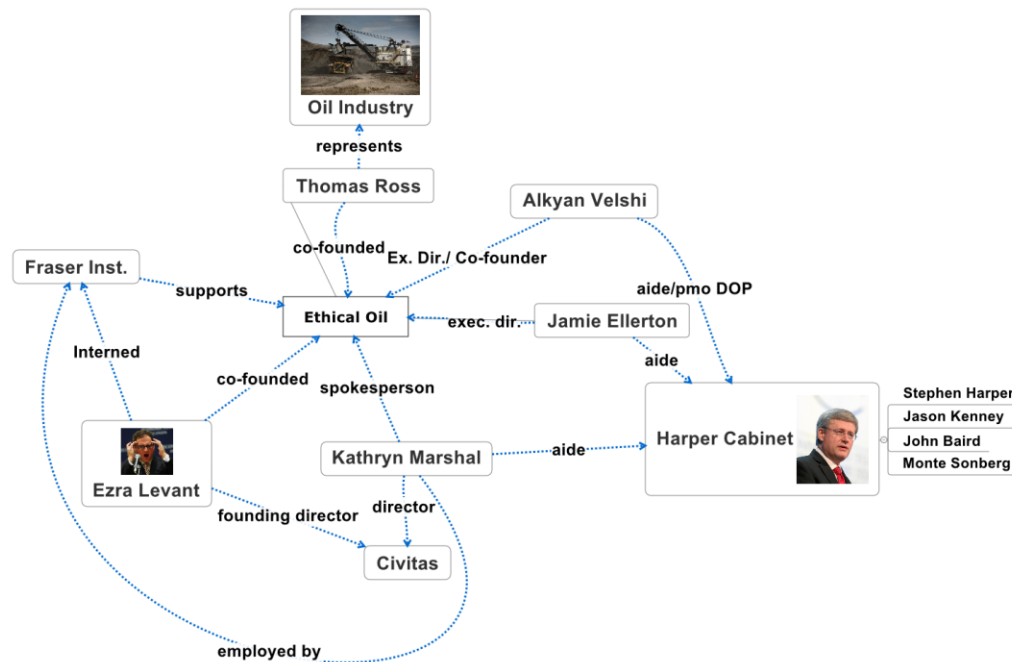 Oil Industry
represents
Thomas Ross
Alkyan Velshi
co-founded
Ex. Dir./ Co-founder
Fraser Inst.
supports
aide/pmo DOP
Ethical Oil
exec. dir.
Jamie Ellerton
Interned
aide
co-founded
spokesperson
Stephen Harper
Jason Kenney
Harper Cabinet
John Baird
Monte Sonberg
Kathryn Marshal
aide
Ezra Levant
director
founding director
Civitas
employed by